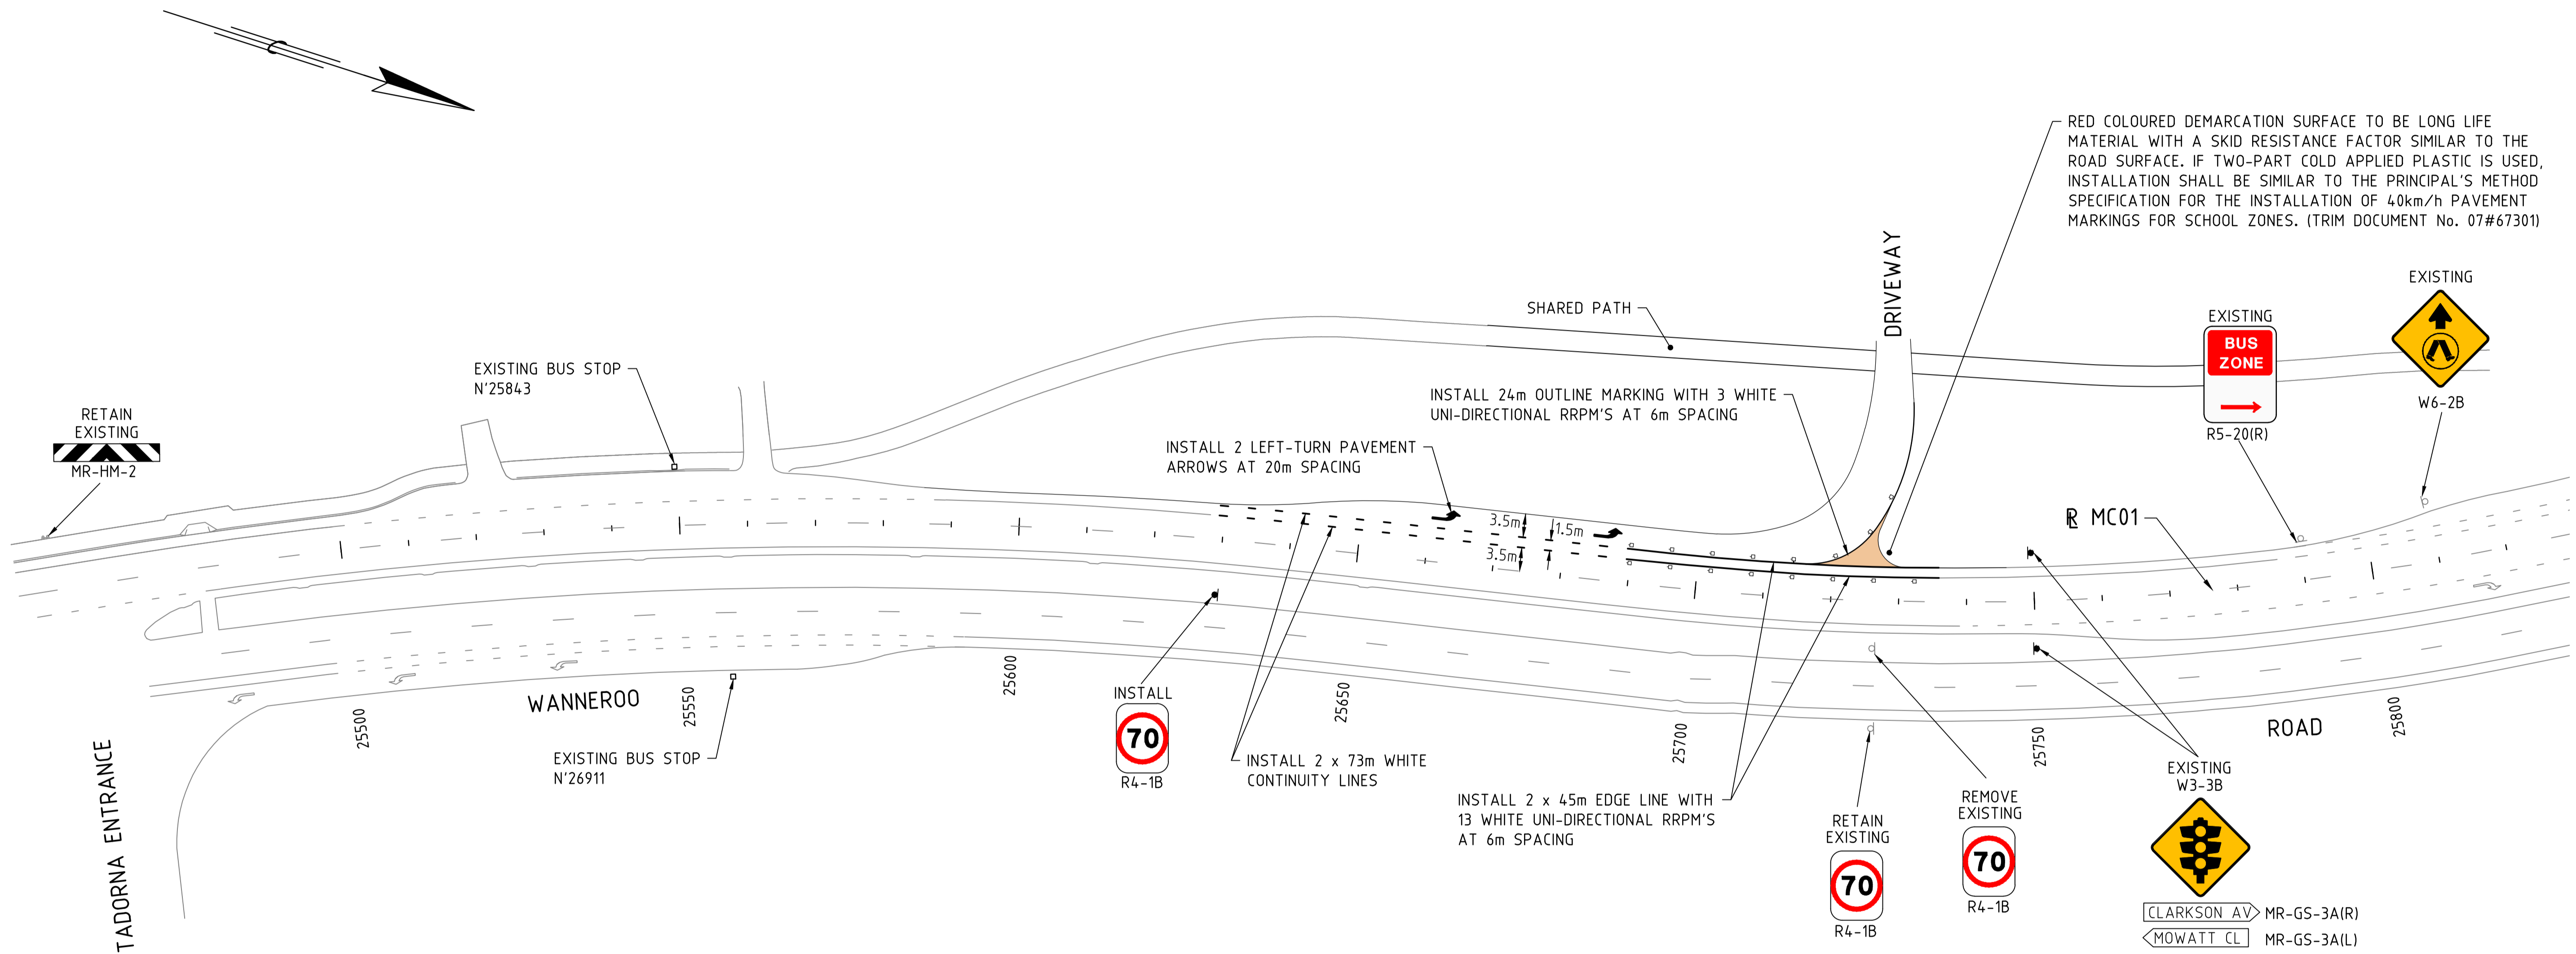 RED COLOURED DEMARCATION SURFACE TO BE LONG LIFE
MATERIAL WITH A SKID RESISTANCE FACTOR SIMILAR TO THE
ROAD SURFACE. IF TWO-PART COLD APPLIED PLASTIC IS USED,
INSTALLATION SHALL BE SIMILAR TO THE PRINCIPAL'S METHOD
SPECIFICATION FOR THE INSTALLATION OF 40km/h PAVEMENT
MARKINGS FOR SCHOOL ZONES. (TRIM DOCUMENT No. 07#67301)
DRIVEWAY
SHARED PATH
EXISTING
W6-2B
EXISTING
BUS
ZONE
R5-20(R)
EXISTING BUS STOP
N'25843
INSTALL 24m OUTLINE MARKING WITH 3 WHITE
UNI-DIRECTIONAL RRPM'S AT 6m SPACING
RETAIN
EXISTING
MR-HM-2
INSTALL 2 LEFT-TURN PAVEMENT
ARROWS AT 20m SPACING
3.5m
1.5m
3.5m
RL MC01
WANNEROO
ROAD
25500
25550
25600
25650
25700
25750
25800
TADORNA ENTRANCE
EXISTING BUS STOP
N'26911
INSTALL
70
R4-1B
INSTALL 2 x 73m WHITE
CONTINUITY LINES
INSTALL 2 x 45m EDGE LINE WITH
13 WHITE UNI-DIRECTIONAL RRPM'S
AT 6m SPACING
RETAIN
EXISTING
70
R4-1B
REMOVE
EXISTING
70
R4-1B
EXISTING
W3-3B
CLARKSON AV MR-GS-3A(R)
MOWATT CL MR-GS-3A(L)